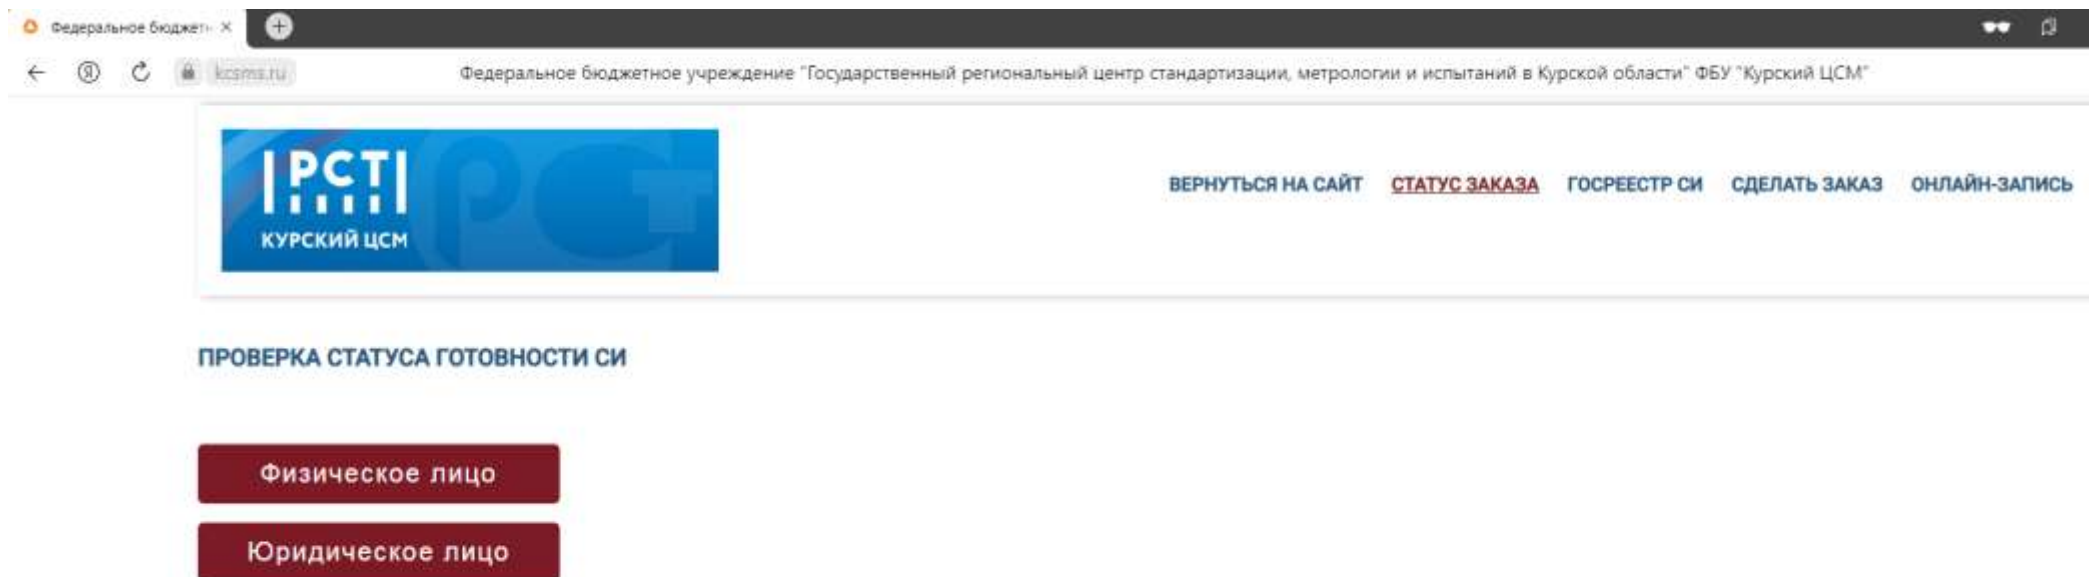 Федеральное бюджетн
kcsms.ru Федеральное бюджетное учреждение "Государственный региональный центр стандартизации, метрологии и испытаний в Курской области" ФБУ "Курский ЦСМ"
РСТ
КУРСКИЙ ЦСМ
ВЕРНУТЬСЯ НА САЙТ СТАТУС ЗАКАЗА ГОСРЕЕСТР СИ СДЕЛАТЬ ЗАКАЗ ОНЛАЙН-ЗАПИСЬ
ПРОВЕРКА СТАТУСА ГОТОВНОСТИ СИ
Физическое лицо
Юридическое лицо